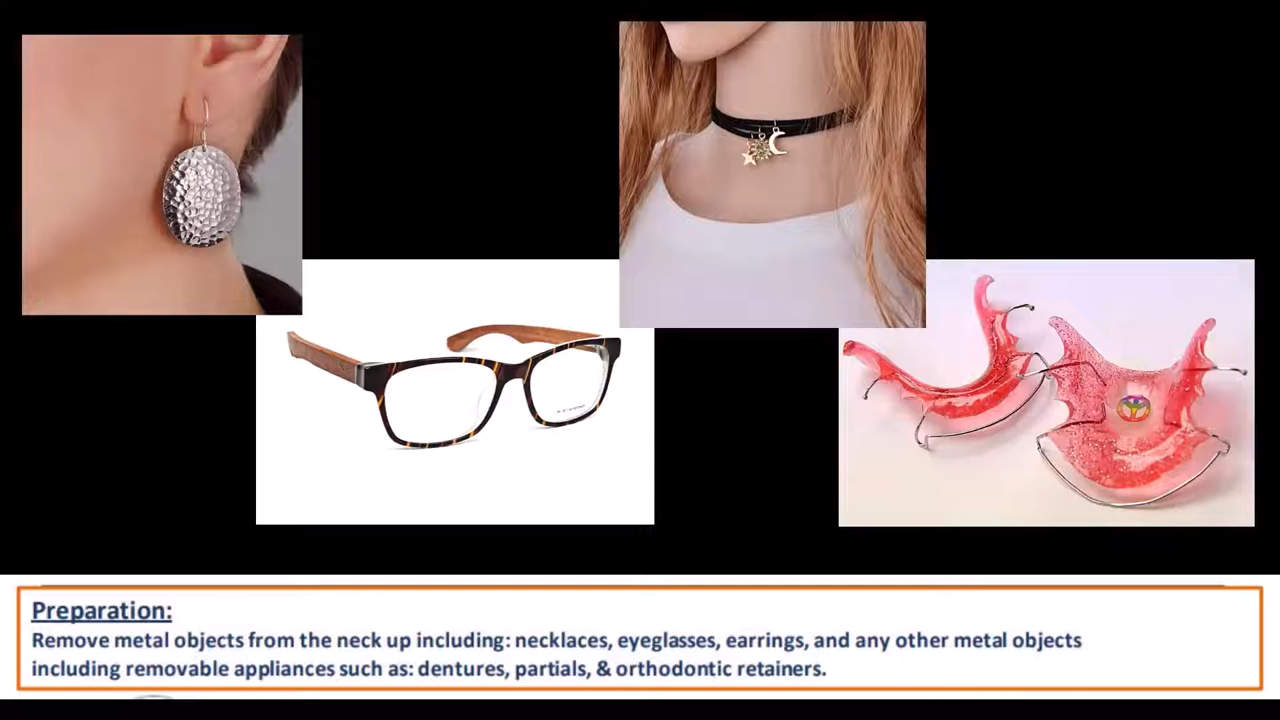 Preparation:
Remove metal objects from the neck up including: necklaces, eyeglasses, earrings, and any other metal objects
including removable appliances such as: dentures, partials, & orthodontic retainers.